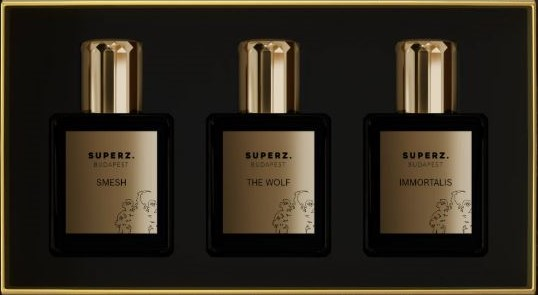 SUPERZ.
BUDAPEST
SMESH
SUPERZ.
BUDAPEST
THE WOLF
SUPERZ.
BUDAPEST
IMMORTALIS